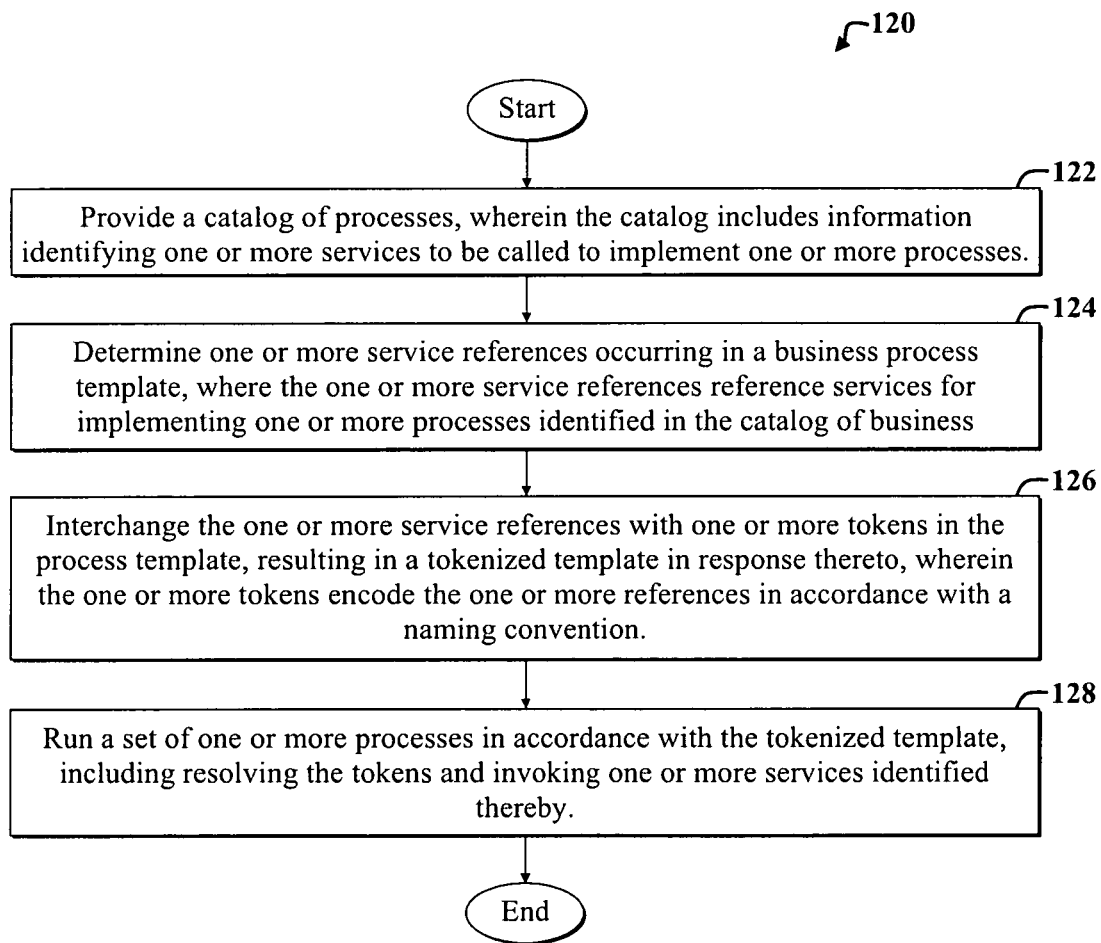 120
Start
122
Provide a catalog of processes, wherein the catalog includes information
identifying one or more services to be called to implement one or more processes.
124
Determine one or more service references occurring in a business process
template, where the one or more service references reference services for
implementing one or more processes identified in the catalog of business
126
Interchange the one or more service references with one or more tokens in the
process template, resulting in a tokenized template in response thereto, wherein
the one or more tokens encode the one or more references in accordance with a
naming convention.
128
Run a set of one or more processes in accordance with the tokenized template,
including resolving the tokens and invoking one or more services identified
thereby.
End